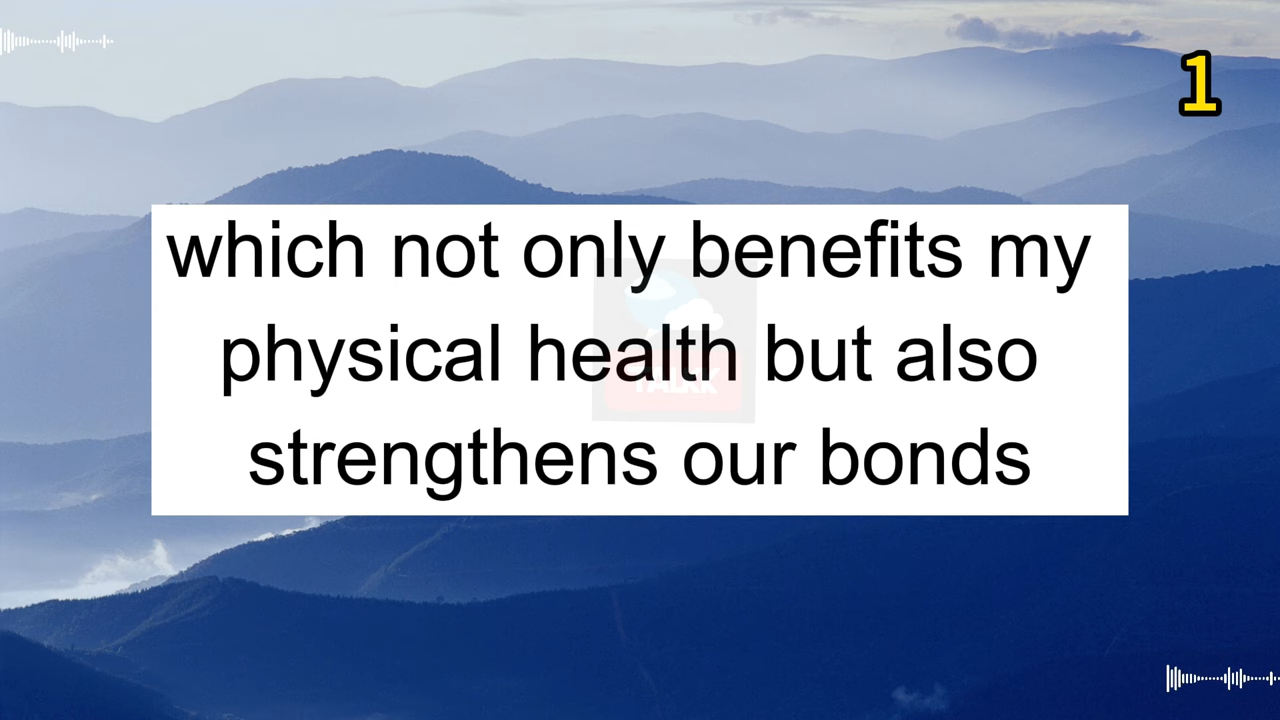 1
which not only benefits my
physical health but also
strengthens our bonds